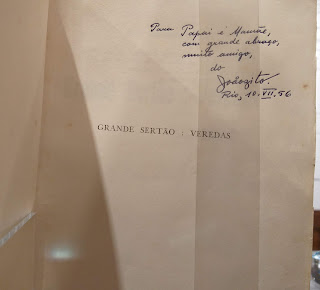 Para Papai e Mamãe,
com grande abraço,
muito amigo,
do
Joãozito.
Rio, 10.VII.56
GRANDE SERTÃO : VEREDAS